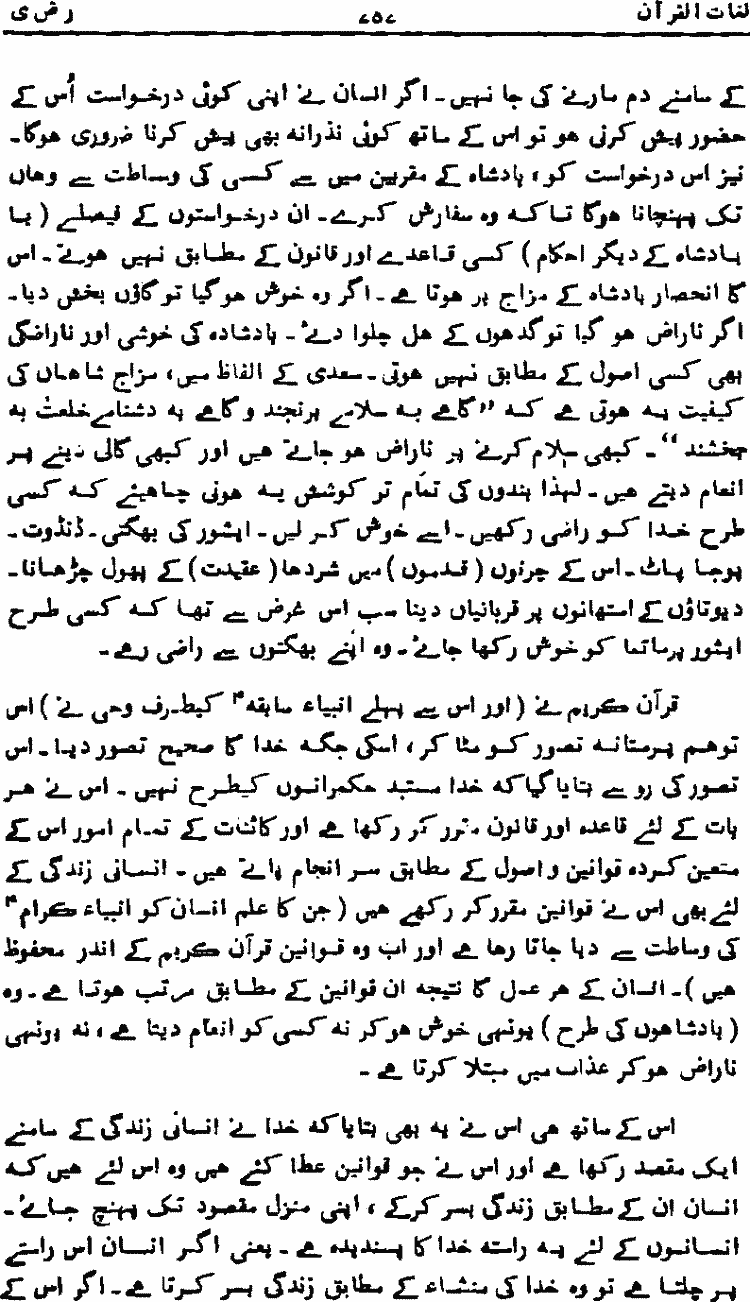 لغات القرآن ۷۵۷ ر ض ی
کے سامنے دم مارنے کی جا نہیں۔ اگر انسان نے اپنی کوئی درخواست اُس کے
حضور پیش کرنی ہو تو اس کے ساتھ کوئی نذرانہ بھی پیش کرنا ضروری ہوگا۔
نیز اس درخواست کو، بادشاہ کے مقربین میں سے کسی کی وساطت سے وہاں
تک پہنچانا ہوگا تاکہ وہ سفارش کرے۔ ان درخواستوں کے فیصلے (یا
بادشاہ کے دیگر احکام) کسی قاعدے اور قانون کے مطابق نہیں ہوتے۔ اس
کا انحصار بادشاہ کے مزاج پر ہوتا ہے۔ اگر وہ خوش ہوگیا تو گاؤں بخش دیا۔
اگر ناراض ہو گیا تو گدھوں کے ہل چلوا دیے۔ بادشادہ کی خوشی اور ناراضگی
بھی کسی اصول کے مطابق نہیں ہوتی۔ سعدی کے الفاظ میں، مزاج شاہاں کی
کیفیت یہ ہوتی ہے کہ ”گاہے بہ سلامے برنجند و گاہے بہ دشنامے خلعت بہ
بخشند“۔ کبھی سلام کرنے پر ناراض ہو جاتے ہیں اور کبھی گالی دینے پر
انعام دیتے ہیں۔ لہذا بندوں کی تمام تر کوشش یہ ہونی چاہیئے کہ کسی
طرح خدا کو راضی رکھیں۔ اسے خوش کر لیں۔ ایشور کی بھگتی۔ ڈنڈوت۔
پوجا پاٹ۔ اس کے چرنوں (قدموں) میں شردھا (عقیدت) کے پھول چڑھانا۔
دیوتاؤں کے استھانوں پر قربانیاں دینا سب اس غرض سے تھا کہ کسی طرح
ایشور پرماتما کو خوش رکھا جائے۔ وہ اپنے بھگتوں سے راضی رہے۔
قرآن کریم نے (اور اس سے پہلے انبیاء سابقہؑ کیطرف وحی نے) اس
توہم پرستانہ تصور کو مٹا کر، اسکی جگہ خدا کا صحیح تصور دیا۔ اس
تصور کی رو سے بتایا گیا کہ خدا مستبد حکمرانوں کیطرح نہیں۔ اس نے ہر
بات کے لئے قاعدہ اور قانون مقرر کر رکھا ہے اور کائنات کے تمام امور اس کے
متعین کردہ قوانین و اصول کے مطابق سر انجام پاتے ہیں۔ انسانی زندگی کے
لئے بھی اس نے قوانین مقرر کر رکھے ہیں (جن کا علم انسان کو انبیاء کرامؑ
کی وساطت سے دیا جاتا رہا ہے اور اب وہ قوانین قرآن کریم کے اندر محفوظ
ہیں)۔ انسان کے ہر عمل کا نتیجہ ان قوانین کے مطابق مرتب ہوتا ہے۔ وہ
(بادشاہوں کی طرح) یونہی خوش ہوکر نہ کسی کو انعام دیتا ہے، نہ یونہی
ناراض ہوکر عذاب میں مبتلا کرتا ہے۔
اس کے ساتھ ہی اس نے یہ بھی بتایا کہ خدا نے انسانی زندگی کے سامنے
ایک مقصد رکھا ہے اور اس نے جو قوانین عطا کئے ہیں وہ اس لئے ہیں کہ
انسان ان کے مطابق زندگی بسر کرکے، اپنی منزل مقصود تک پہنچ جائے۔
انسانوں کے لئے یہ راستہ خدا کا پسندیدہ ہے۔ یعنی اگر انسان اس راستے
پر چلتا ہے تو وہ خدا کی منشاء کے مطابق زندگی بسر کرتا ہے۔ اگر اس کے